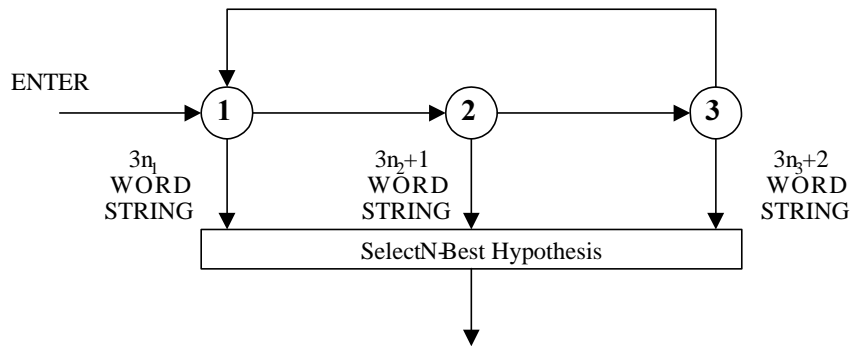 ENTER
1
2
3
3n₁
WORD
STRING
3n₂+1
WORD
STRING
3n₃+2
WORD
STRING
SelectN-Best Hypothesis